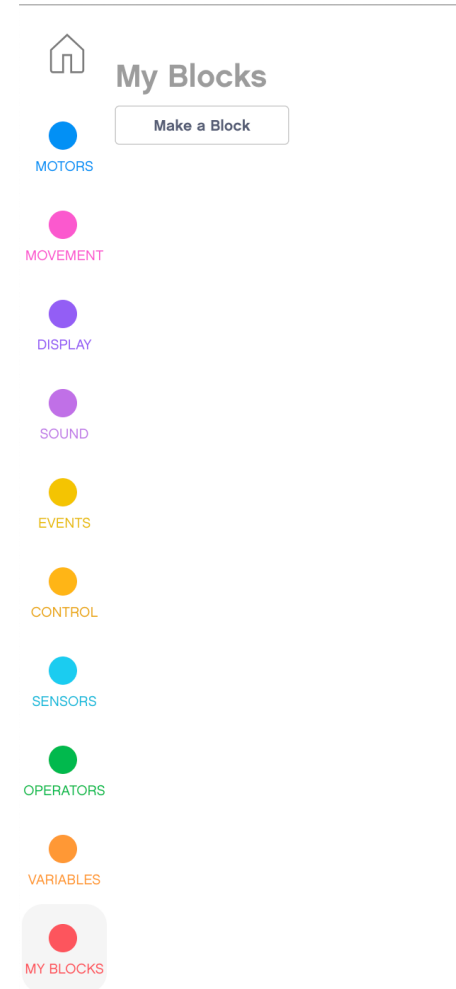 My Blocks
Make a Block
MOTORS
MOVEMENT
DISPLAY
SOUND
EVENTS
CONTROL
SENSORS
OPERATORS
VARIABLES
MY BLOCKS